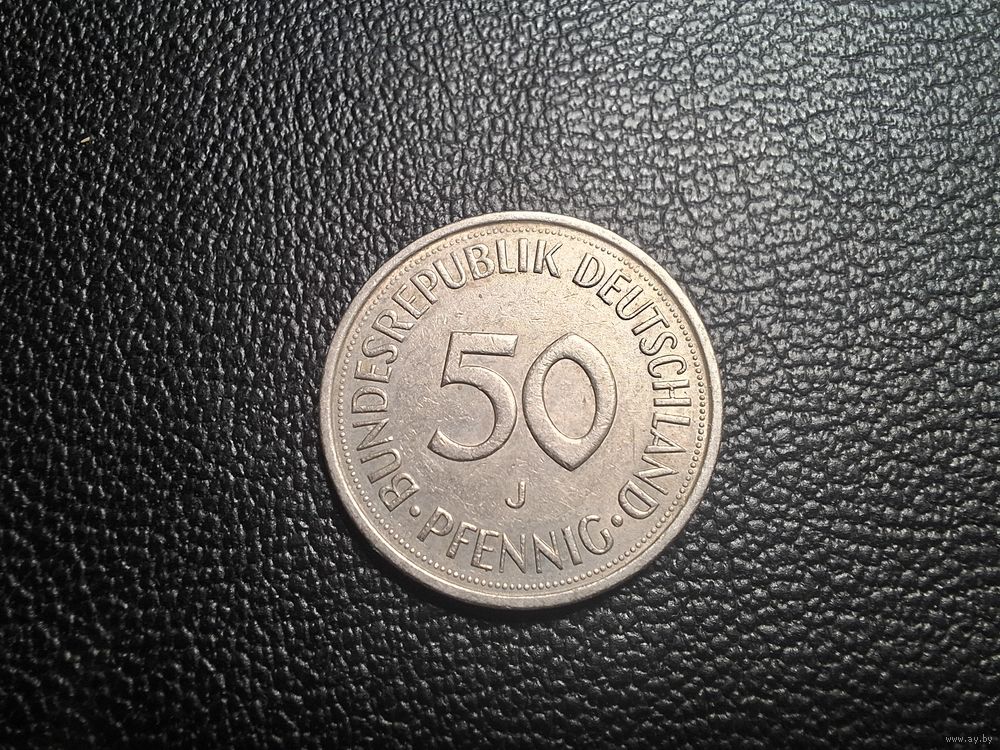 BUNDESREPUBLIK DEUTSCHLAND
50
J
· PFENNIG ·
www.ay.by